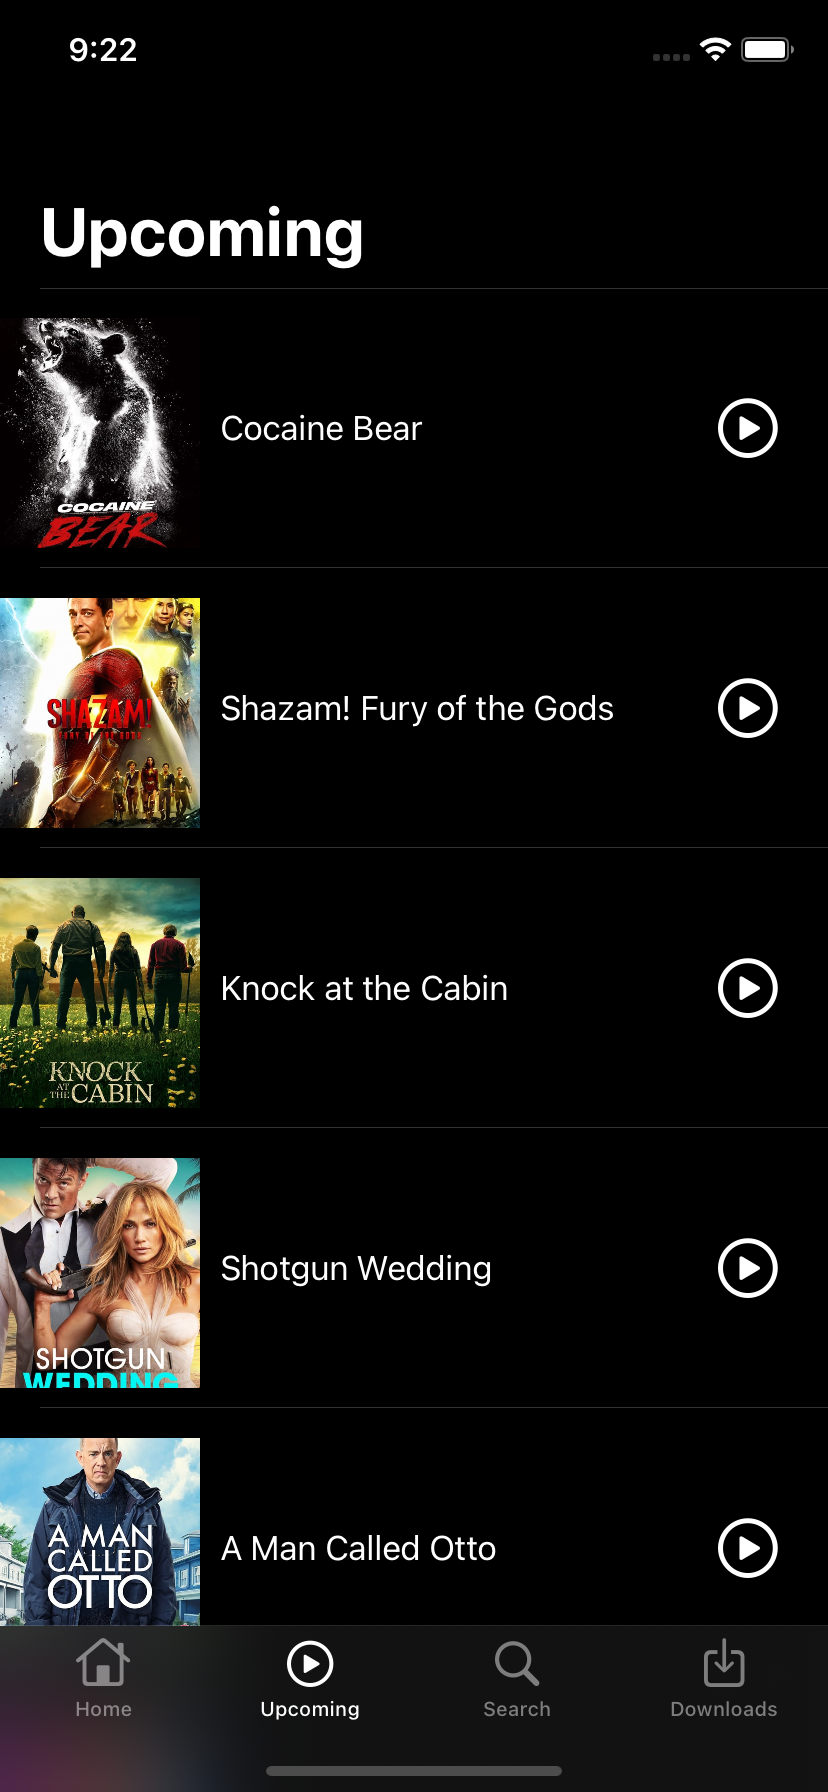 9:22
Upcoming
COCAINE
BEAR
Cocaine Bear
SHAZAM!
FURY OF THE GODS
Shazam! Fury of the Gods
KNOCK
AT
THE CABIN
Knock at the Cabin
SHOTGUN
WEDDING
Shotgun Wedding
A MAN
CALLED
OTTO
A Man Called Otto
Home
Upcoming
Search
Downloads